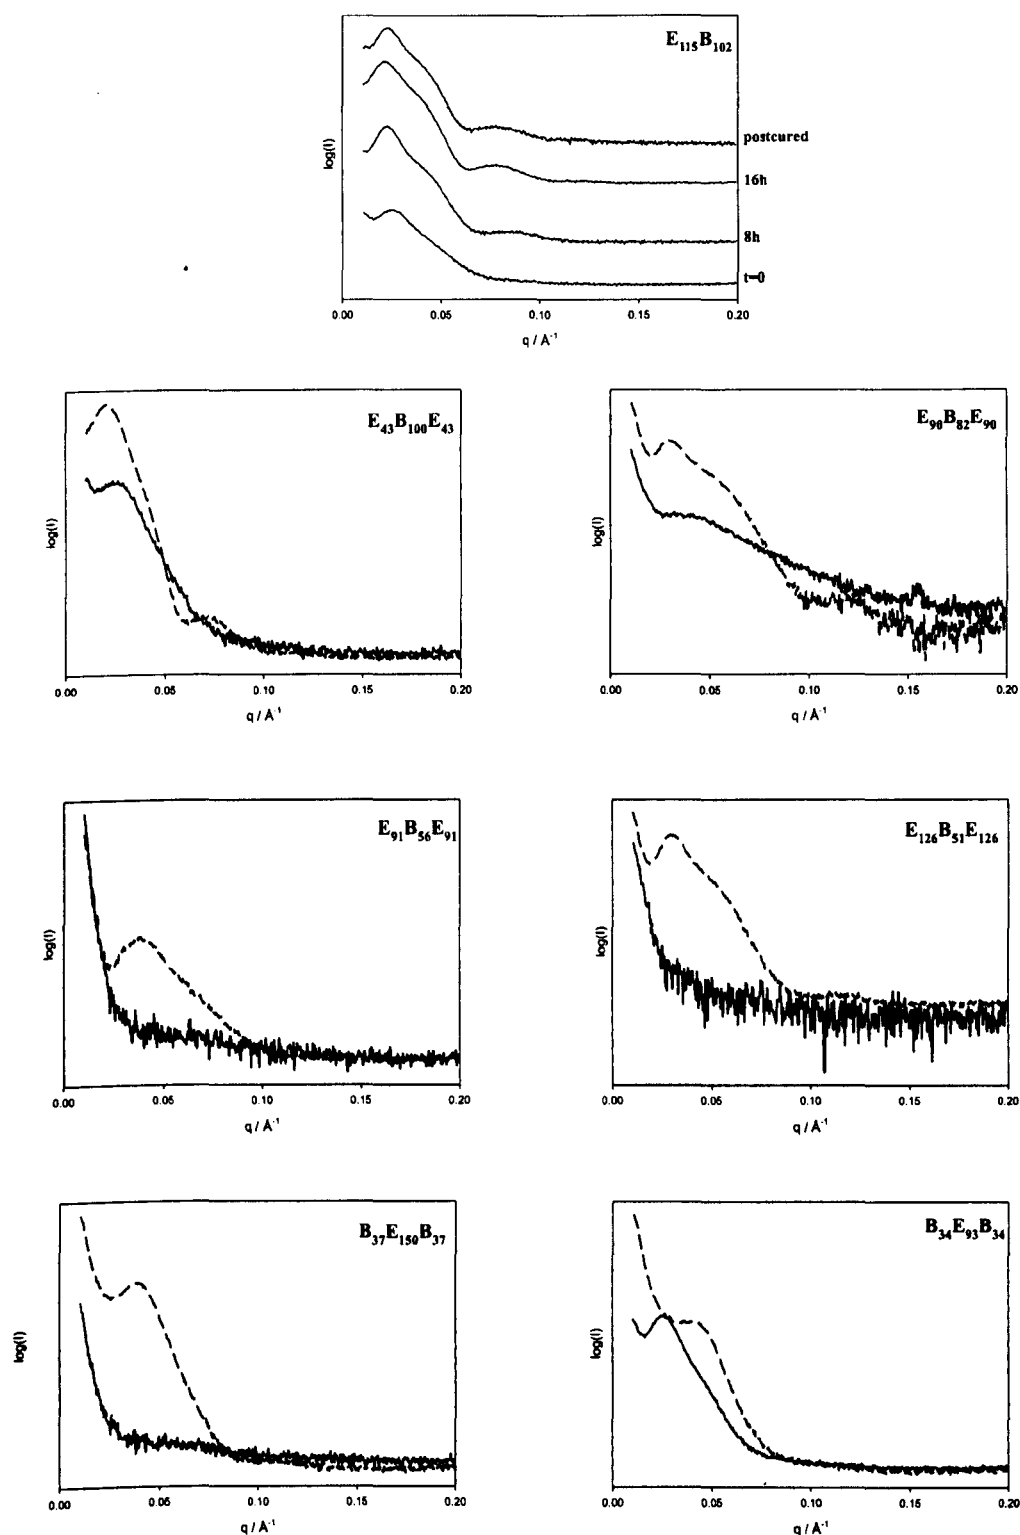 E₁₁₅B₁₀₂
log(I)
postcured
16h
8h
t=0
0.00 0.05 0.10 0.15 0.20
q / Å⁻¹
E₄₃B₁₀₀E₄₃
log(I)
0.00 0.05 0.10 0.15 0.20
q / Å⁻¹
E₉₀B₈₂E₉₀
log(I)
0.00 0.05 0.10 0.15 0.20
q / Å⁻¹
E₉₁B₅₆E₉₁
log(I)
0.00 0.05 0.10 0.15 0.20
q / Å⁻¹
E₁₂₆B₅₁E₁₂₆
log(I)
0.00 0.05 0.10 0.15 0.20
q / Å⁻¹
B₃₇E₁₅₀B₃₇
log(I)
0.00 0.05 0.10 0.15 0.20
q / Å⁻¹
B₃₄E₉₃B₃₄
log(I)
0.00 0.05 0.10 0.15 0.20
q / Å⁻¹